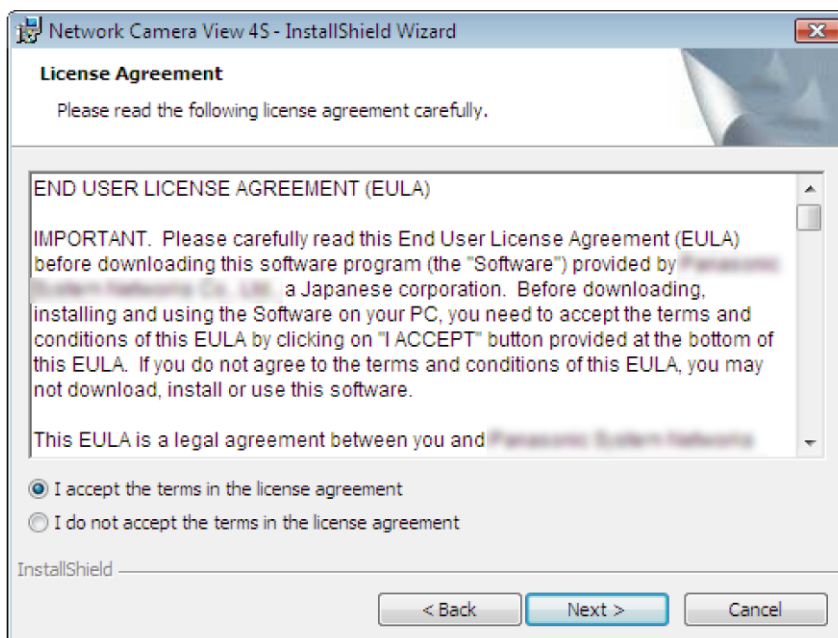 Network Camera View 4S - InstallShield Wizard
License Agreement
Please read the following license agreement carefully.
END USER LICENSE AGREEMENT (EULA)
IMPORTANT.  Please carefully read this End User License Agreement (EULA)
before downloading this software program (the "Software") provided by
a Japanese corporation.  Before downloading,
installing and using the Software on your PC, you need to accept the terms and
conditions of this EULA by clicking on "I ACCEPT" button provided at the bottom of
this EULA.  If you do not agree to the terms and conditions of this EULA, you may
not download, install or use this software.
This EULA is a legal agreement between you and
I accept the terms in the license agreement
I do not accept the terms in the license agreement
InstallShield
< Back
Next >
Cancel